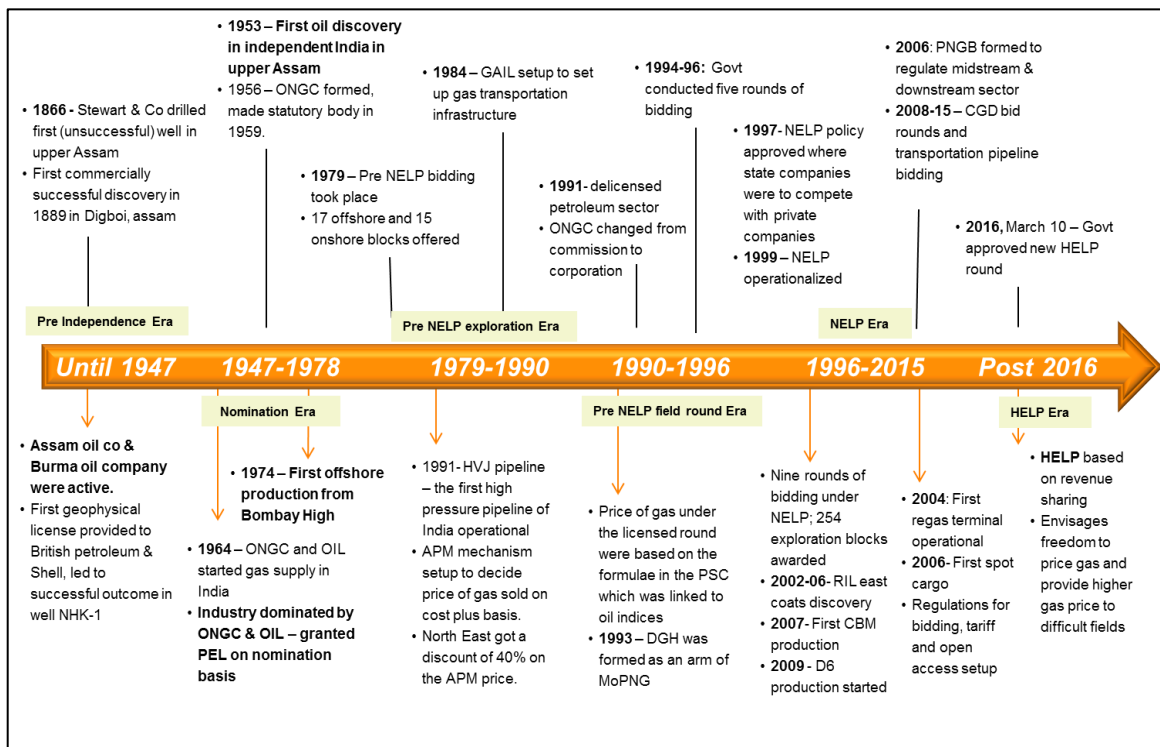 • 1866 - Stewart & Co drilled
first (unsuccessful) well in
upper Assam
• First commercially
successful discovery in
1889 in Digboi, assam
• 1953 – First oil discovery
in independent India in
upper Assam
• 1956 – ONGC formed,
made statutory body in
1959.
• 1979 – Pre NELP bidding
took place
• 17 offshore and 15
onshore blocks offered
• 1984 – GAIL setup to set
up gas transportation
infrastructure
• 1991- delicensed
petroleum sector
• ONGC changed from
commission to
corporation
• 1994-96: Govt
conducted five rounds of
bidding
• 1997- NELP policy
approved where
state companies
were to compete
with private
companies
• 1999 – NELP
operationalized
• 2006: PNGB formed to
regulate midstream &
downstream sector
• 2008-15 – CGD bid
rounds and
transportation pipeline
bidding
• 2016, March 10 – Govt
approved new HELP
round
Pre Independence Era
Pre NELP exploration Era
NELP Era
Until 1947
1947-1978
1979-1990
1990-1996
1996-2015
Post 2016
Nomination Era
Pre NELP field round Era
HELP Era
• Assam oil co &
Burma oil company
were active.
• First geophysical
license provided to
British petroleum &
Shell, led to
successful outcome in
well NHK-1
• 1974 – First offshore
production from
Bombay High
• 1964 – ONGC and OIL
started gas supply in
India
• Industry dominated by
ONGC & OIL – granted
PEL on nomination
basis
• 1991- HVJ pipeline
– the first high
pressure pipeline of
India operational
• APM mechanism
setup to decide
price of gas sold on
cost plus basis.
• North East got a
discount of 40% on
the APM price.
• Price of gas under
the licensed round
were based on the
formulae in the PSC
which was linked to
oil indices
• 1993 – DGH was
formed as an arm of
MoPNG
• Nine rounds of
bidding under
NELP; 254
exploration blocks
awarded
• 2002-06- RIL east
coats discovery
• 2007- First CBM
production
• 2009 - D6
production started
• 2004: First
regas terminal
operational
• 2006- First spot
cargo
• Regulations for
bidding, tariff
and open
access setup
• HELP based
on revenue
sharing
• Envisages
freedom to
price gas and
provide higher
gas price to
difficult fields